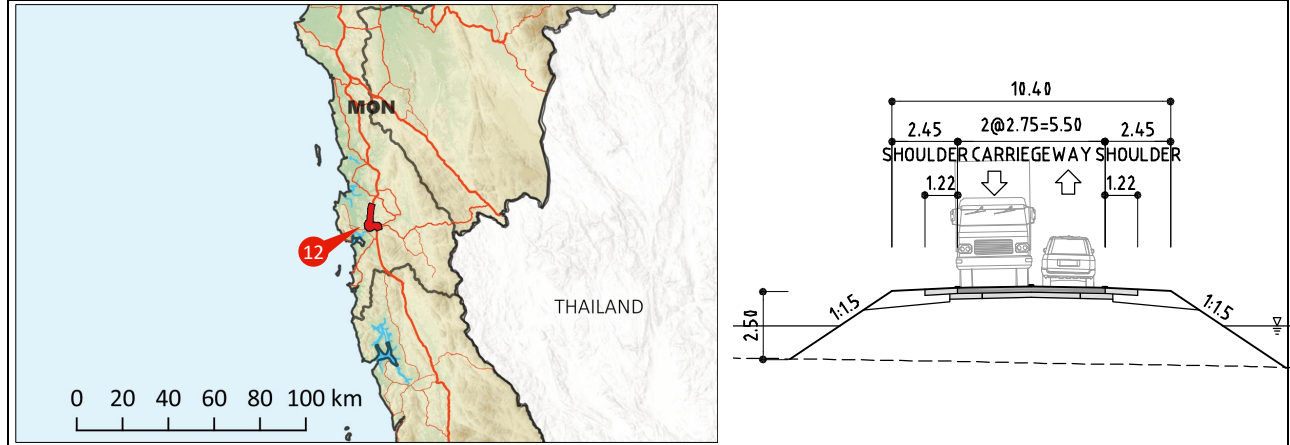 MON
12
THAILAND
0 20 40 60 80 100 km
10.40
2.45 2@2.75=5.50 2.45
SHOULDER CARRIEGEWAY SHOULDER
1.22 1.22
1:1.5 1:1.5
2.50